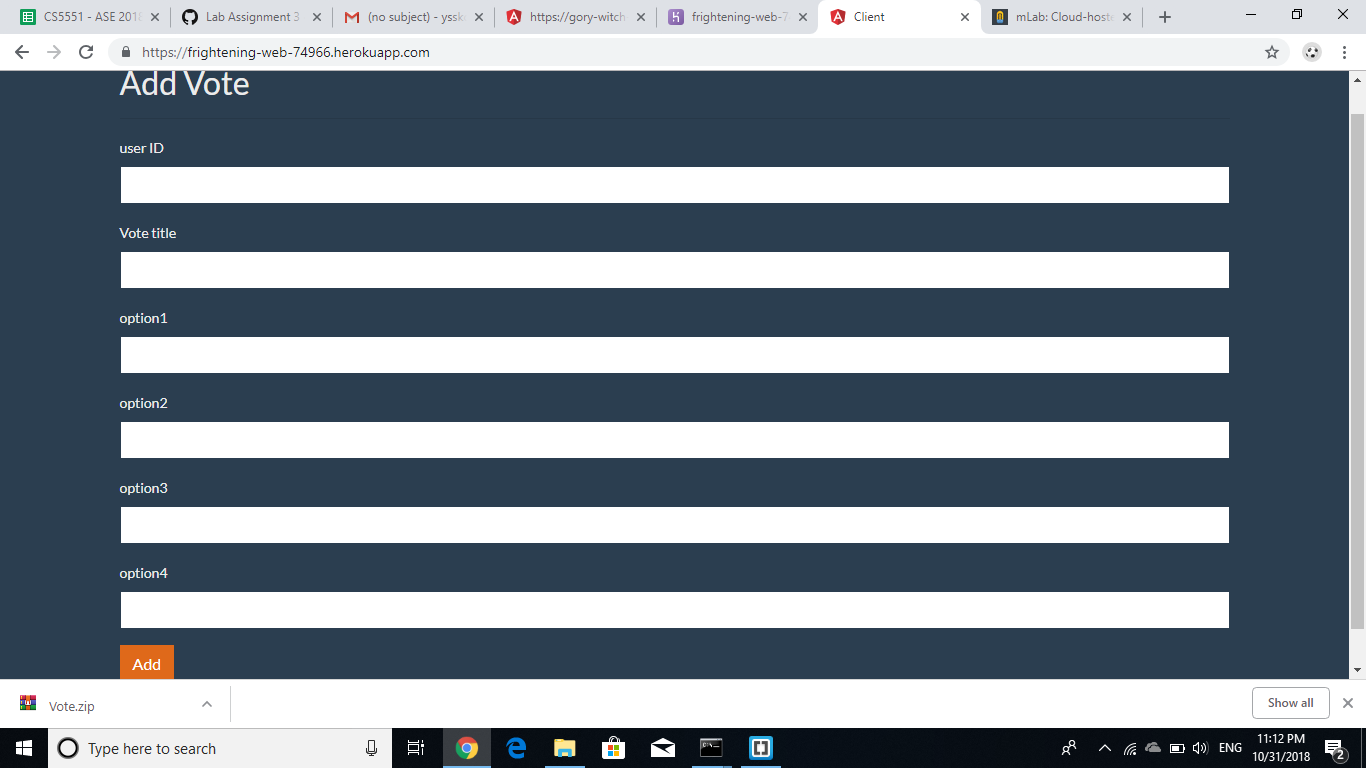 CS5551 - ASE 2018
Lab Assignment 3
(no subject) - yssk
https://gory-witch
frightening-web-7
Client
mLab: Cloud-hoste
https://frightening-web-74966.herokuapp.com
Add Vote
user ID
Vote title
option1
option2
option3
option4
Add
Vote.zip
Show all
Type here to search
ENG
11:12 PM
10/31/2018
2